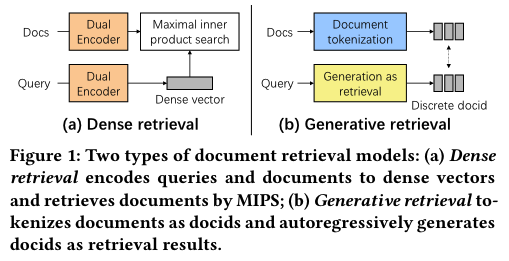 Docs
Dual
Encoder
Maximal inner
product search
Query
Dual
Encoder
Dense vector
(a) Dense retrieval
Docs
Document
tokenization
Query
Generation as
retrieval
Discrete docid
(b) Generative retrieval
Figure 1: Two types of document retrieval models: (a) Dense
retrieval encodes queries and documents to dense vectors
and retrieves documents by MIPS; (b) Generative retrieval to-
kenizes documents as docids and autoregressively generates
docids as retrieval results.